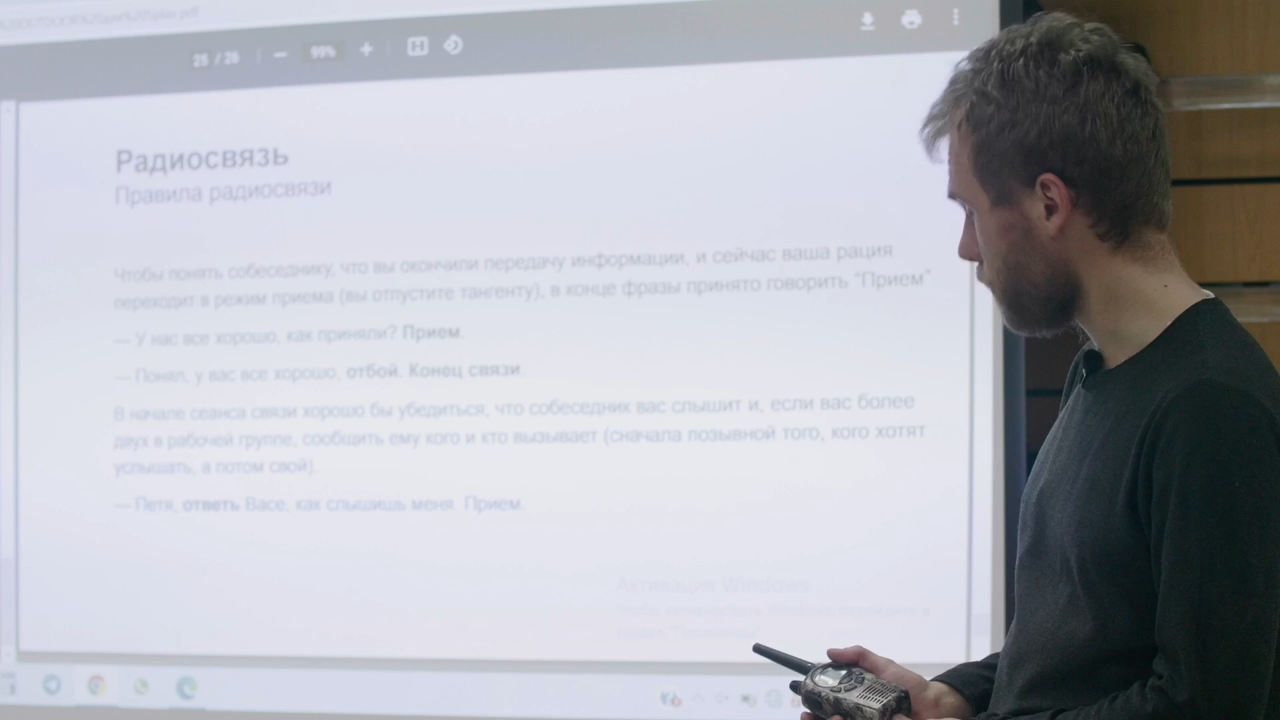 25 / 26
99%
Радиосвязь
Правила радиосвязи
Чтобы понять собеседнику, что вы окончили передачу информации, и сейчас ваша рация
переходит в режим приема (вы отпустите тангенту), в конце фразы принято говорить "Прием"
— У нас все хорошо, как приняли? Прием.
— Понял, у вас все хорошо, отбой. Конец связи.
В начале сеанса связи хорошо бы убедиться, что собеседник вас слышит и, если вас более
двух в рабочей группе, сообщить ему кого и кто вызывает (сначала позывной того, кого хотят
услышать, а потом свой).
— Петя, ответь Васе, как слышишь меня. Прием.
Активация Windows
Чтобы активировать Windows, перейдите в